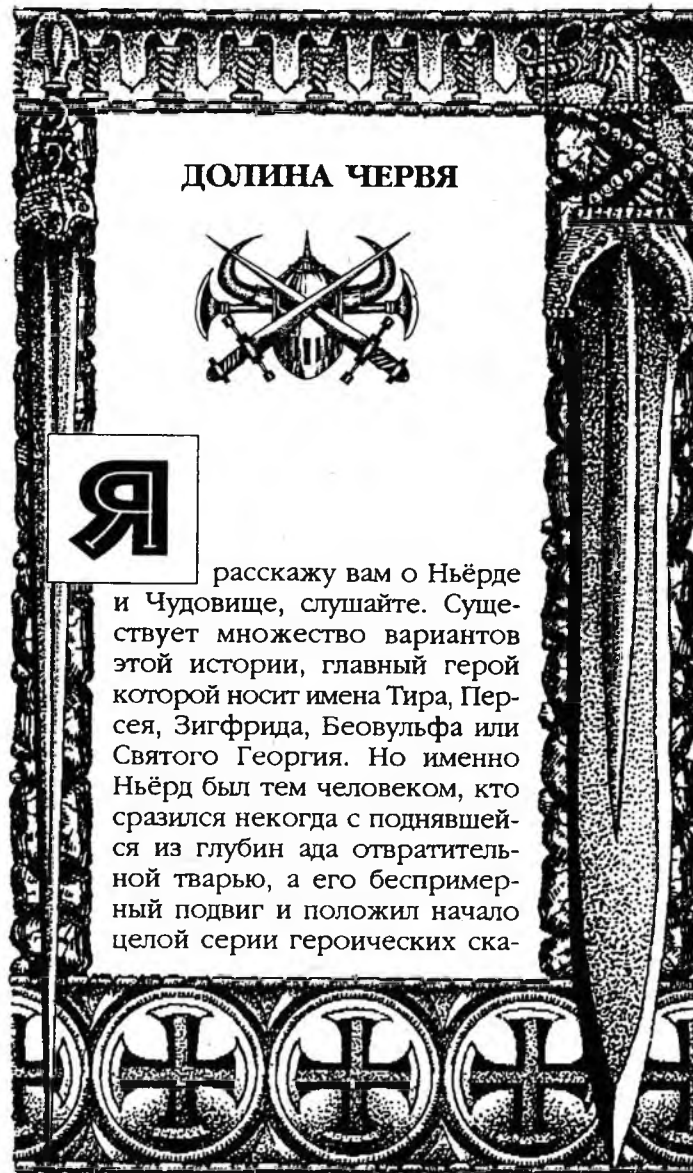 ДОЛИНА ЧЕРВЯ
Я
расскажу вам о Ньёрде
и Чудовище, слушайте. Суще-
ствует множество вариантов
этой истории, главный герой
которой носит имена Тира, Пер-
сея, Зигфрида, Беовульфа или
Святого Георгия. Но именно
Ньёрд был тем человеком, кто
сразился некогда с поднявшей-
ся из глубин ада отвратитель-
ной тварью, а его беспример-
ный подвиг и положил начало
целой серии героических ска-